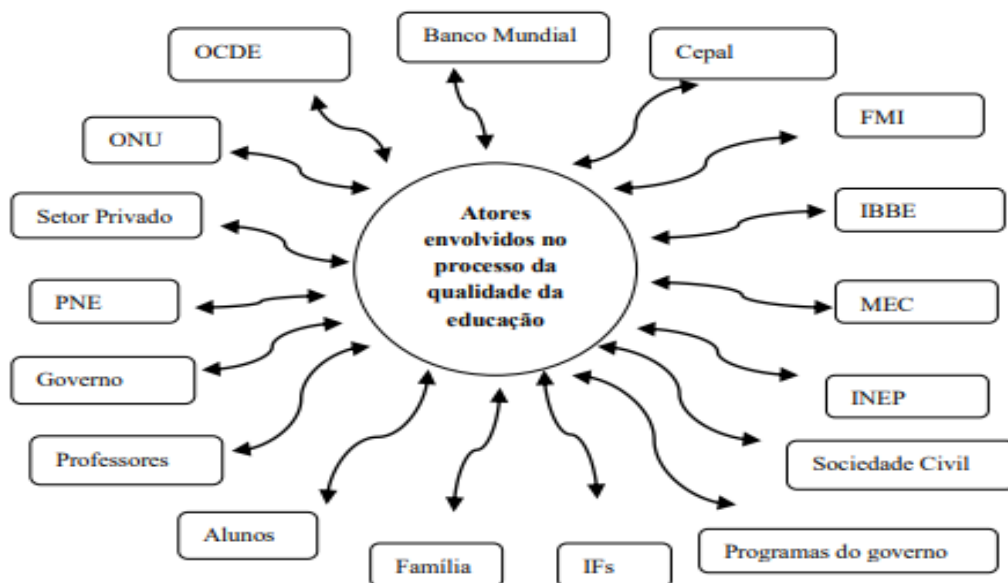 Banco Mundial
OCDE
Cepal
FMI
ONU
IBBE
Setor Privado
Atores
envolvidos no
processo da
qualidade da
educação
PNE
MEC
Governo
INEP
Professores
Sociedade Civil
Alunos
Programas do governo
Família
IFs